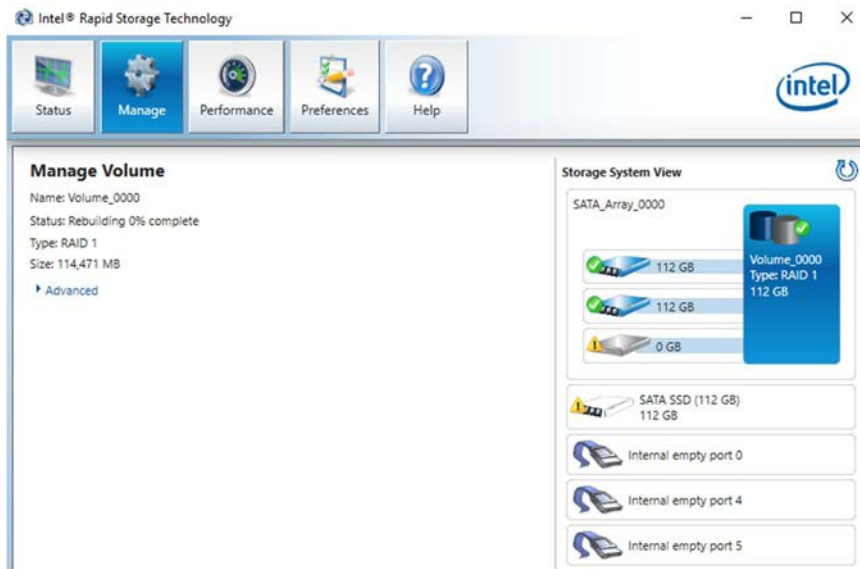 Intel® Rapid Storage Technology
Status
Manage
Performance
Preferences
Help
intel
Manage Volume
Name: Volume_0000
Status: Rebuilding 0% complete
Type: RAID 1
Size: 114,471 MB
Advanced
Storage System View
SATA_Array_0000
112 GB
112 GB
0 GB
Volume_0000
Type: RAID 1
112 GB
SATA SSD (112 GB)
112 GB
Internal empty port 0
Internal empty port 4
Internal empty port 5